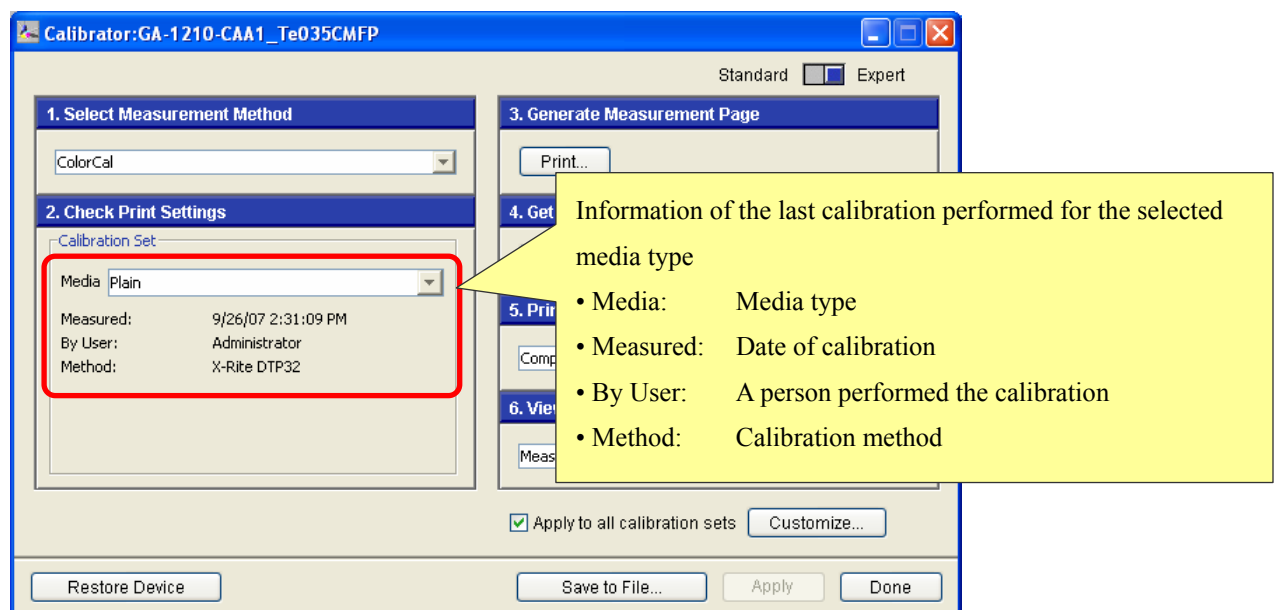 Calibrator:GA-1210-CAA1_Te035CMFP
Standard Expert
1. Select Measurement Method
ColorCal
2. Check Print Settings
Calibration Set
Media Plain
Measured: 9/26/07 2:31:09 PM
By User: Administrator
Method: X-Rite DTP32
3. Generate Measurement Page
Print...
4. Get
5. Prin
Comp
6. View
Meas
Information of the last calibration performed for the selected
media type
• Media: Media type
• Measured: Date of calibration
• By User: A person performed the calibration
• Method: Calibration method
Apply to all calibration sets Customize...
Restore Device Save to File... Apply Done